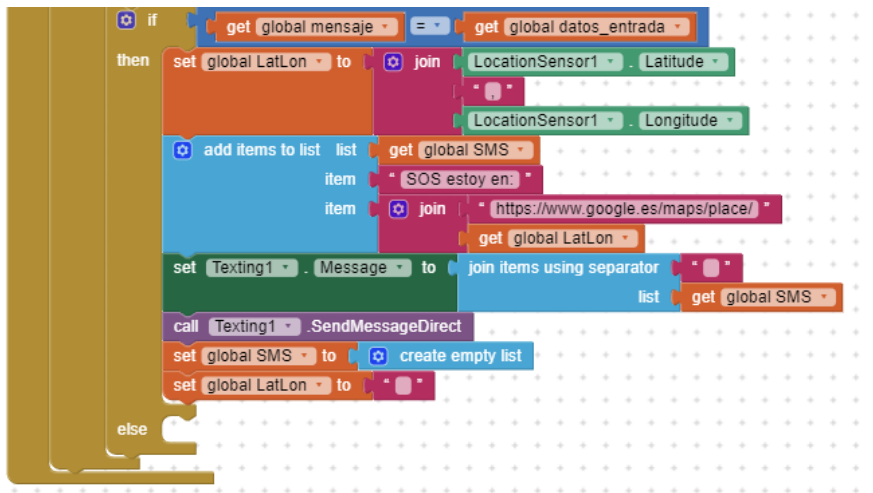 if get global mensaje = get global datos_entrada
then set global LatLon to join LocationSensor1 . Latitude
" , "
LocationSensor1 . Longitude
add items to list list get global SMS
item " SOS estoy en: "
item join " https://www.google.es/maps/place/ "
get global LatLon
set Texting1 . Message to join items using separator " "
list get global SMS
call Texting1 .SendMessageDirect
set global SMS to create empty list
set global LatLon to " "
else